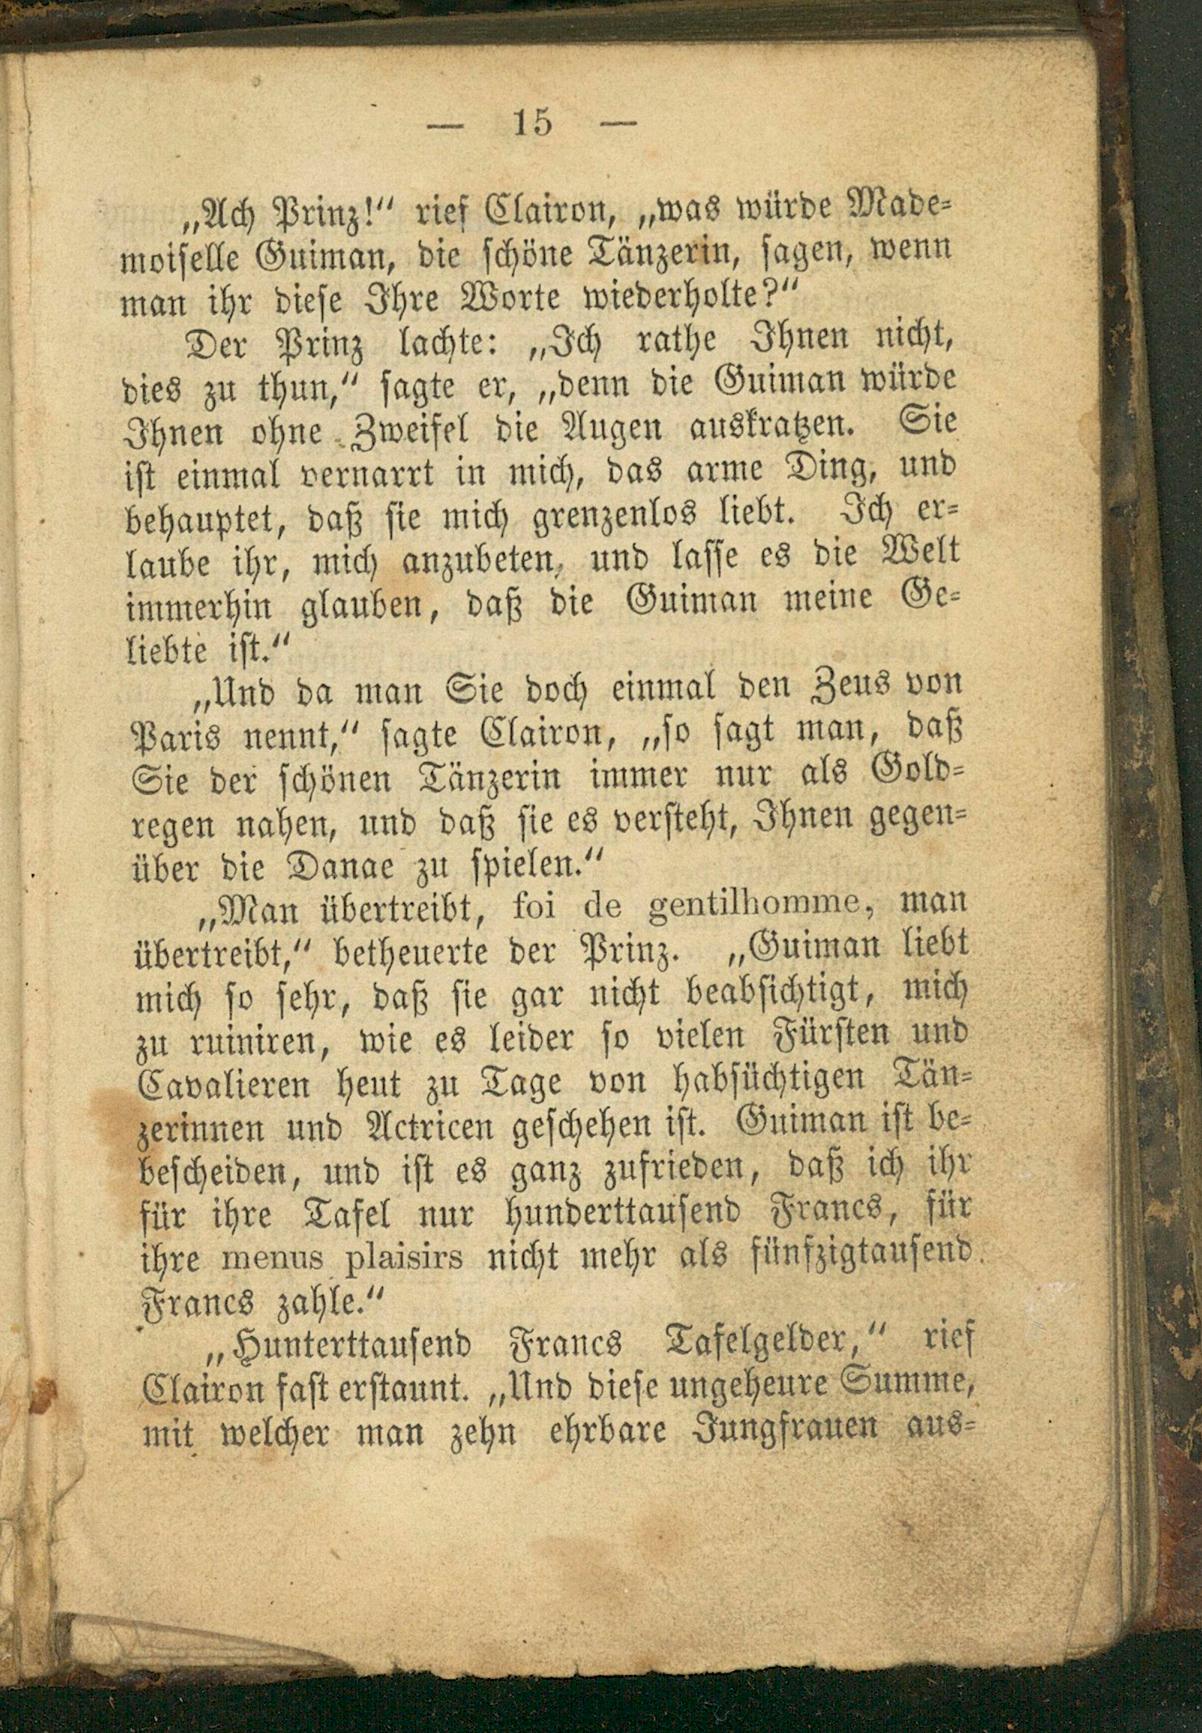 — 15 —
„Ach Prinz!“ rief Clairon, „was würde Made-
moiselle Guiman, die schöne Tänzerin, sagen, wenn
man ihr diese Ihre Worte wiederholte?“
Der Prinz lachte: „Ich rathe Ihnen nicht,
dies zu thun,“ sagte er, „denn die Guiman würde
Ihnen ohne Zweifel die Augen auskratzen. Sie
ist einmal vernarrt in mich, das arme Ding, und
behauptet, daß sie mich grenzenlos liebt. Ich er-
laube ihr, mich anzubeten, und lasse es die Welt
immerhin glauben, daß die Guiman meine Ge-
liebte ist.“
„Und da man Sie doch einmal den Zeus von
Paris nennt,“ sagte Clairon, „so sagt man, daß
Sie der schönen Tänzerin immer nur als Gold-
regen nahen, und daß sie es versteht, Ihnen gegen-
über die Danae zu spielen.“
„Man übertreibt, foi de gentilhomme, man
übertreibt,“ betheuerte der Prinz. „Guiman liebt
mich so sehr, daß sie gar nicht beabsichtigt, mich
zu ruiniren, wie es leider so vielen Fürsten und
Cavalieren heut zu Tage von habsüchtigen Tän-
zerinnen und Actricen geschehen ist. Guiman ist be-
bescheiden, und ist es ganz zufrieden, daß ich ihr
für ihre Tafel nur hunderttausend Francs, für
ihre menus plaisirs nicht mehr als fünfzigtausend
Francs zahle.“
„Hunterttausend Francs Tafelgelder,“ rief
Clairon fast erstaunt. „Und diese ungeheure Summe,
mit welcher man zehn ehrbare Jungfrauen aus-